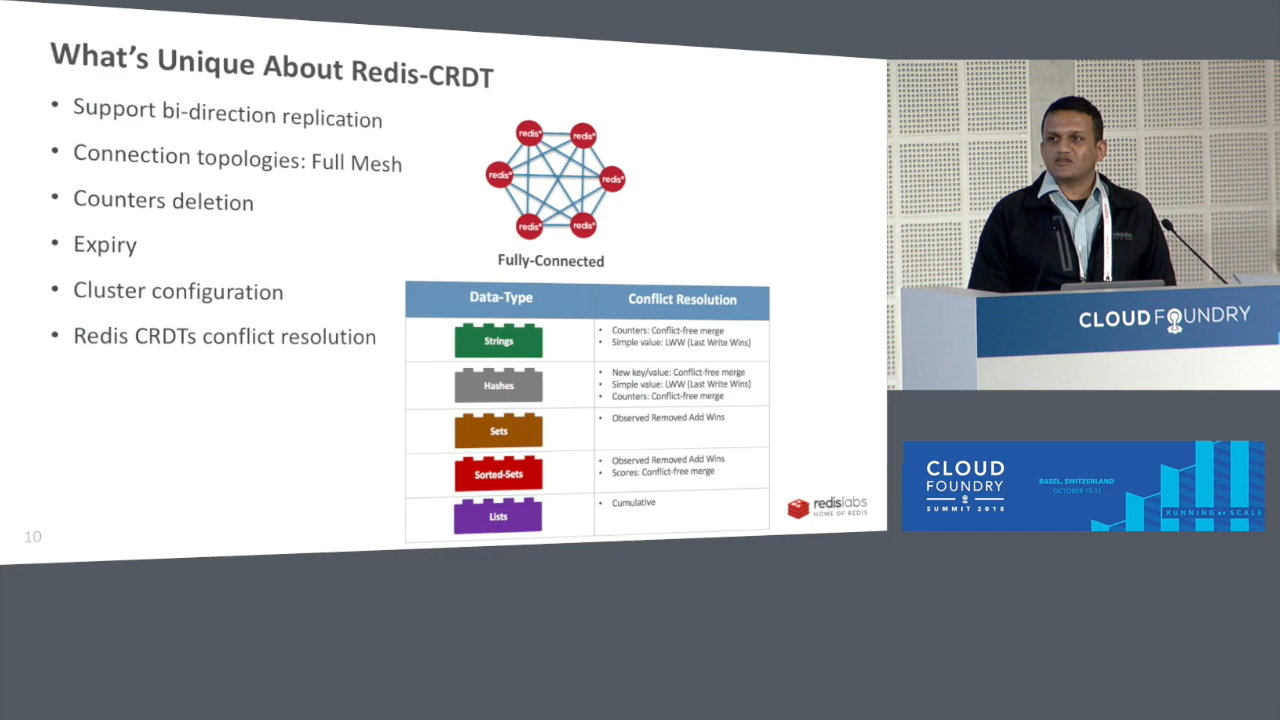 What's Unique About Redis-CRDT
• Support bi-direction replication
• Connection topologies: Full Mesh
• Counters deletion
• Expiry
• Cluster configuration
• Redis CRDTs conflict resolution
redis
redis
redis
redis
redis
redis
Fully-Connected
Data-Type
Conflict Resolution
Strings
• Counters: Conflict-free merge
• Simple value: LWW (Last Write Wins)
Hashes
• New key/value: Conflict-free merge
• Simple value: LWW (Last Write Wins)
• Counters: Conflict-free merge
Sets
• Observed Removed Add Wins
Sorted-Sets
• Observed Removed Add Wins
• Scores: Conflict-free merge
Lists
• Cumulative
redislabs
HOME OF REDIS
10
CLOUD FOUNDRY
CLOUD
FOUNDRY
SUMMIT 2018
BASEL, SWITZERLAND
OCTOBER 10-11
RUNNING AT SCALE